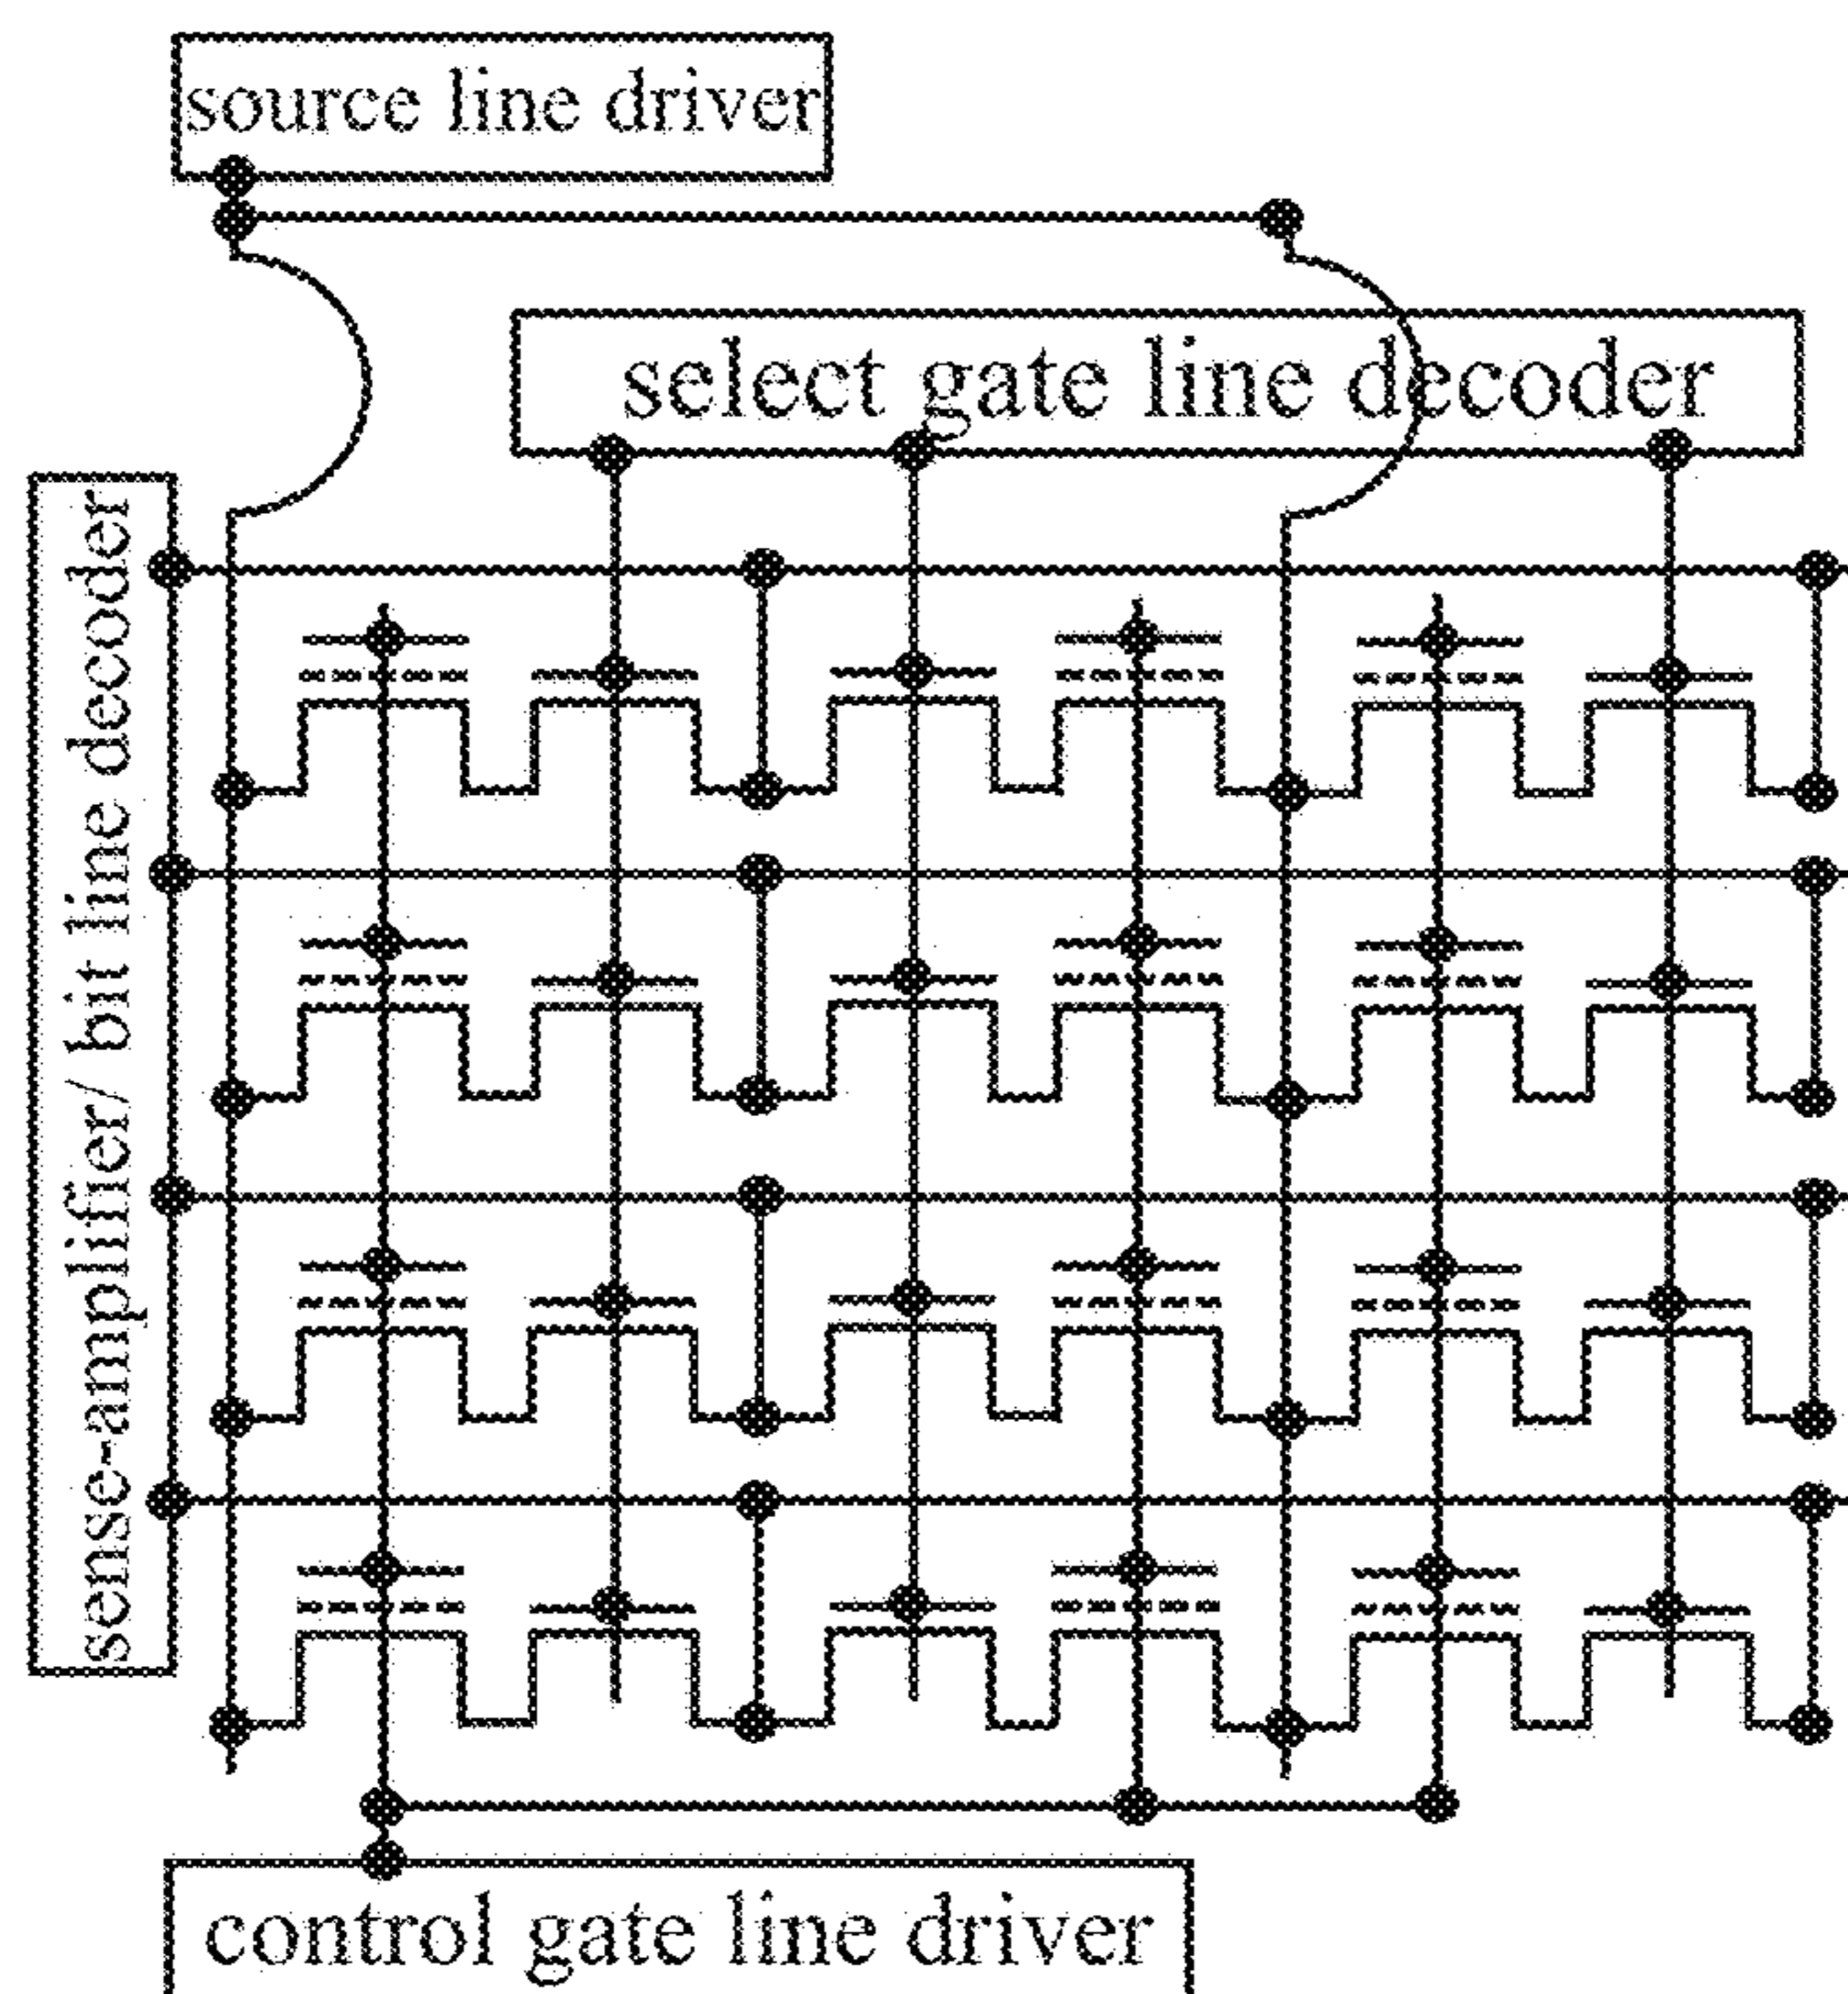 source line driver
select gate line decoder
sense-amplifier/ bit line decoder
control gate line driver